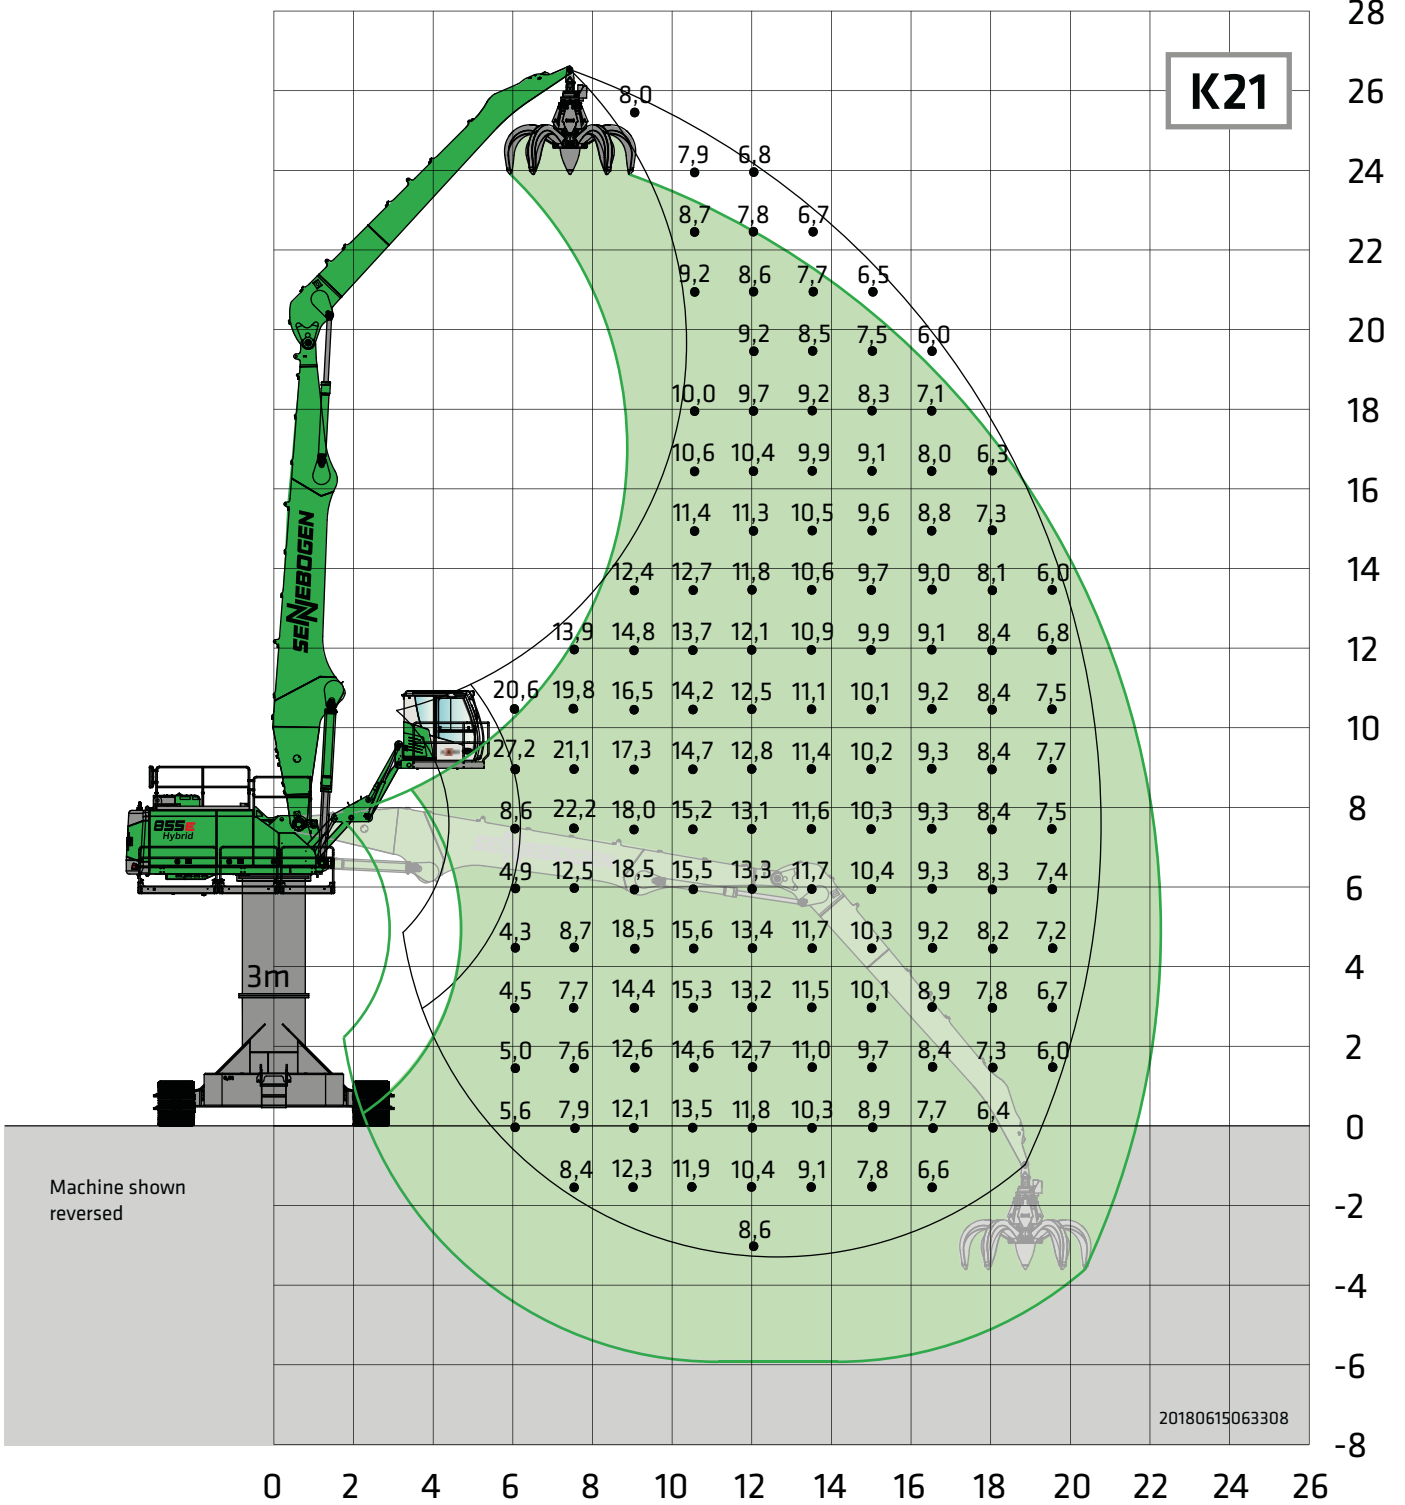 28
K21
26
8,0
7,9 6,8
24
8,7 7,8 6,7
22
9,2 8,6 7,7 6,5
20
9,2 8,5 7,5 6,0
10,0 9,7 9,2 8,3 7,1
18
10,6 10,4 9,9 9,1 8,0 6,3
16
11,4 11,3 10,5 9,6 8,8 7,3
SENNEBOGEN
14
12,4 12,7 11,8 10,6 9,7 9,0 8,1 6,0
13,9 14,8 13,7 12,1 10,9 9,9 9,1 8,4 6,8
12
20,6 19,8 16,5 14,2 12,5 11,1 10,1 9,2 8,4 7,5
10
27,2 21,1 17,3 14,7 12,8 11,4 10,2 9,3 8,4 7,7
8,6 22,2 18,0 15,2 13,1 11,6 10,3 9,3 8,4 7,5
8
855E
Hybrid
4,9 12,5 18,5 15,5 13,3 11,7 10,4 9,3 8,3 7,4
6
4,3 8,7 18,5 15,6 13,4 11,7 10,3 9,2 8,2 7,2
3m
4
4,5 7,7 14,4 15,3 13,2 11,5 10,1 8,9 7,8 6,7
5,0 7,6 12,6 14,6 12,7 11,0 9,7 8,4 7,3 6,0
2
5,6 7,9 12,1 13,5 11,8 10,3 8,9 7,7 6,4
0
8,4 12,3 11,9 10,4 9,1 7,8 6,6
Machine shown
reversed
-2
8,6
-4
-6
20180615063308
-8
0 2 4 6 8 10 12 14 16 18 20 22 24 26